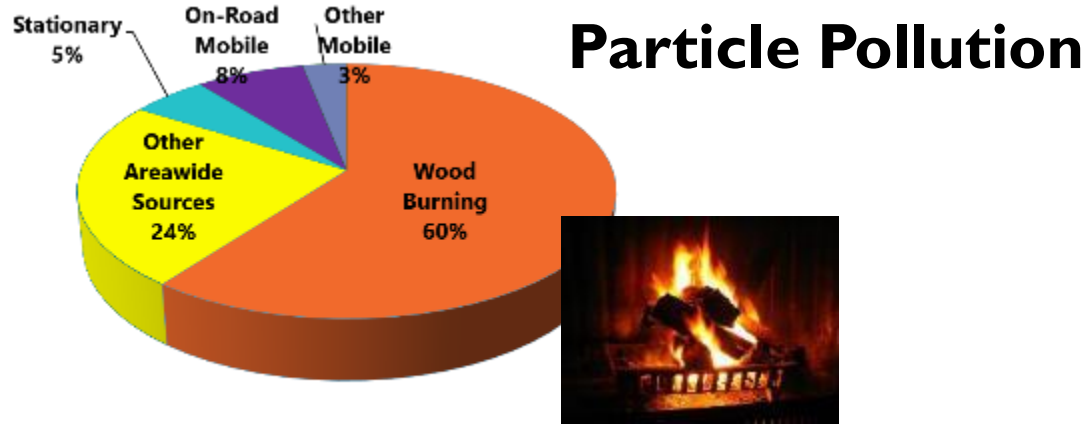 Particle Pollution
Stationary
5%
On-Road
Mobile
8%
Other
Mobile
3%
Other
Areawide
Sources
24%
Wood
Burning
60%